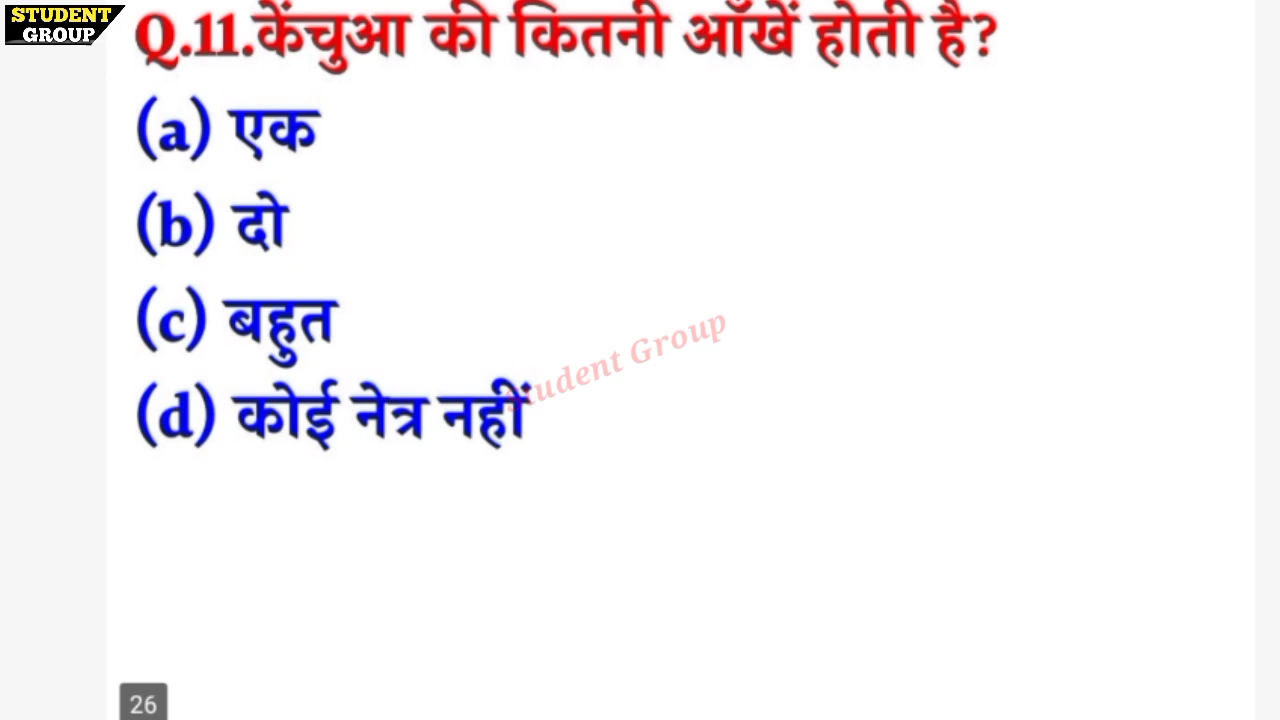 STUDENT
GROUP
Q.11.केंचुआ की कितनी आँखें होती है?
(a) एक
(b) दो
(c) बहुत
(d) कोई नेत्र नहीं
Student Group
26